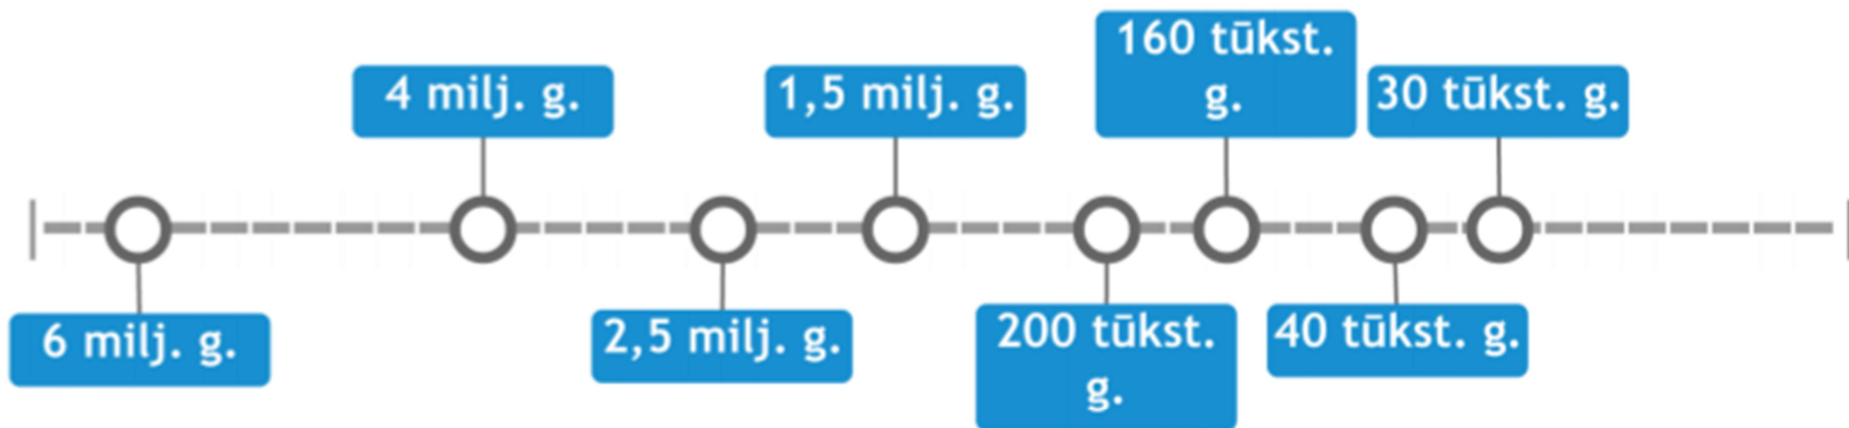 160 tūkst.
g.
4 milj. g.
1,5 milj. g.
30 tūkst. g.
6 milj. g.
2,5 milj. g.
200 tūkst.
g.
40 tūkst. g.